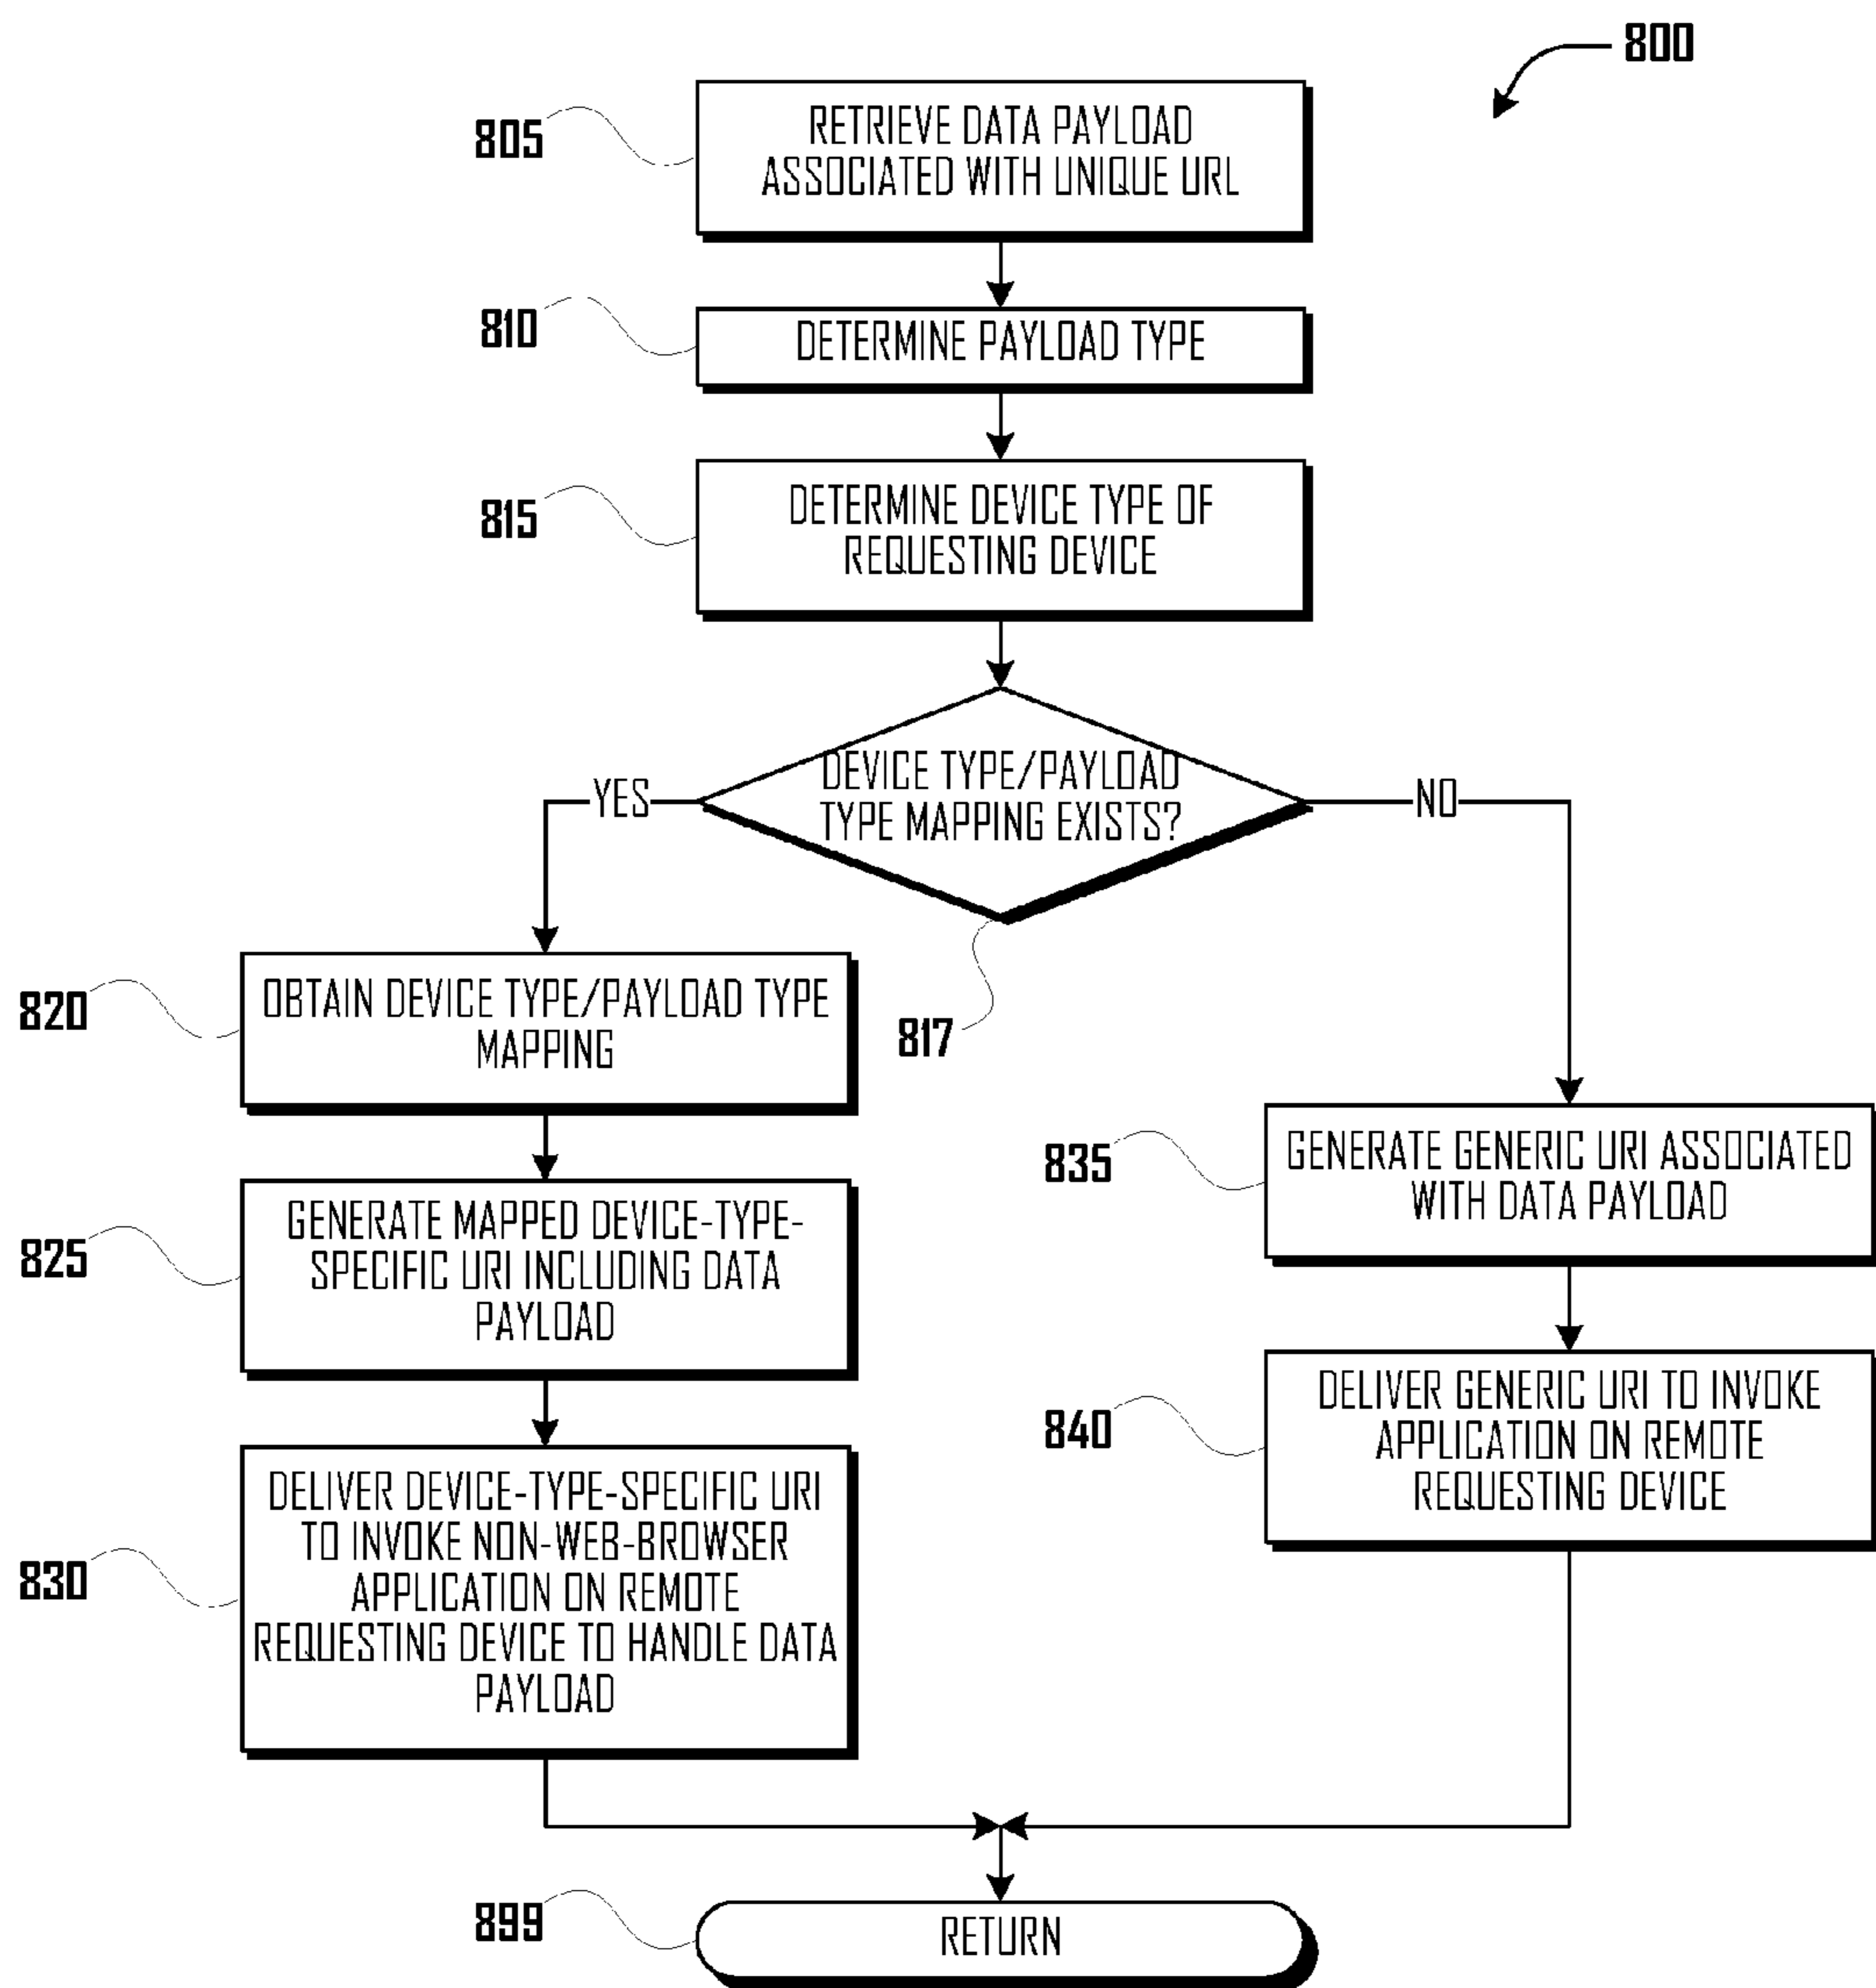 800
805
RETRIEVE DATA PAYLOAD
ASSOCIATED WITH UNIQUE URL
810
DETERMINE PAYLOAD TYPE
815
DETERMINE DEVICE TYPE OF
REQUESTING DEVICE
DEVICE TYPE/PAYLOAD
TYPE MAPPING EXISTS?
YES
NO
817
820
OBTAIN DEVICE TYPE/PAYLOAD TYPE
MAPPING
825
GENERATE MAPPED DEVICE-TYPE-
SPECIFIC URI INCLUDING DATA
PAYLOAD
830
DELIVER DEVICE-TYPE-SPECIFIC URI
TO INVOKE NON-WEB-BROWSER
APPLICATION ON REMOTE
REQUESTING DEVICE TO HANDLE DATA
PAYLOAD
835
GENERATE GENERIC URI ASSOCIATED
WITH DATA PAYLOAD
840
DELIVER GENERIC URI TO INVOKE
APPLICATION ON REMOTE
REQUESTING DEVICE
899
RETURN